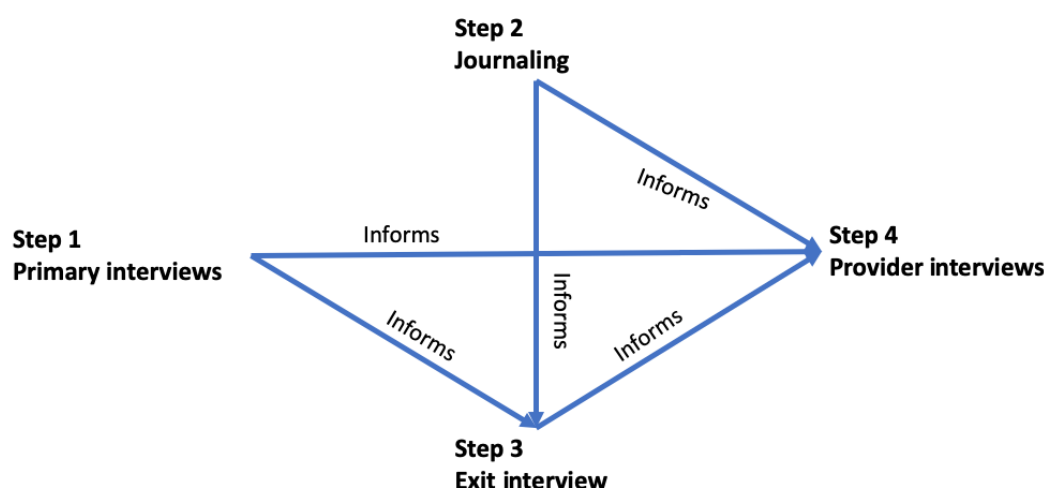 Step 2
Journaling
Informs
Step 1
Primary interviews
Informs
Step 4
Provider interviews
Informs
Informs
Informs
Step 3
Exit interview